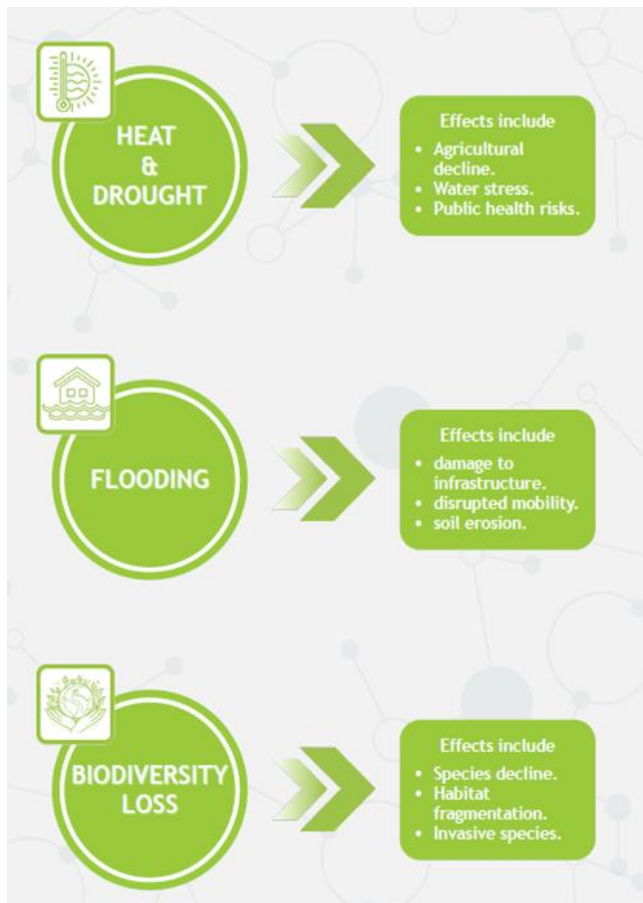 HEAT
&
DROUGHT
Effects include
• Agricultural
decline.
• Water stress.
• Public health risks.
FLOODING
Effects include
• damage to
infrastructure.
• disrupted mobility.
• soil erosion.
BIODIVERSITY
LOSS
Effects include
• Species decline.
• Habitat
fragmentation.
• Invasive species.